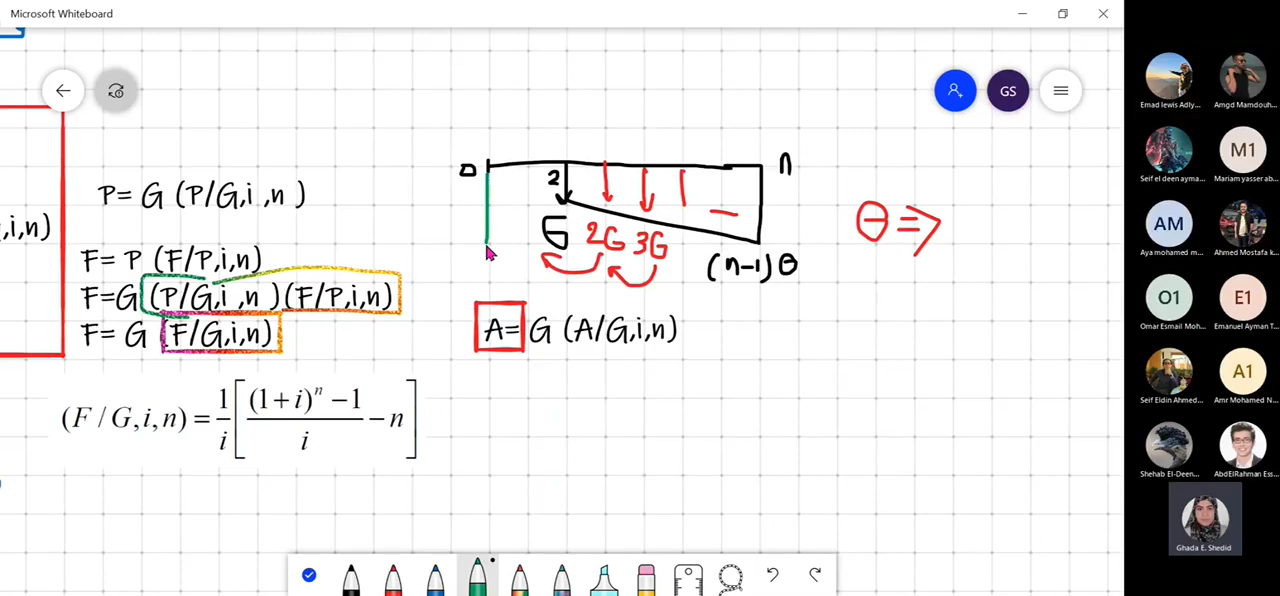 Microsoft Whiteboard
GS
,i,n)
P= G (P/G,i ,n )
F= P (F/P,i,n)
F=G (P/G,i ,n )(F/P,i,n)
F= G (F/G,i,n)
(F / G,i,n) = 1/i [ ((1+i)^n −1)/i − n ]
0
n
2
G
2G
3G
(n-1) G
A= G (A/G,i,n)
G ⇒
Emad lewis Adly...
Amgd Mamdouh...
Seif el deen ayma...
M1
Mariam yasser ab...
AM
Aya mohamed m...
Ahmed Mostafa k...
O1
Omar Esmail Moh...
E1
Emanuel Ayman T...
Seif Eldin Ahmed...
A1
Amr Mohamed N...
Shehab El-Deen...
AbdElRahman Ess...
Ghada E. Shedid